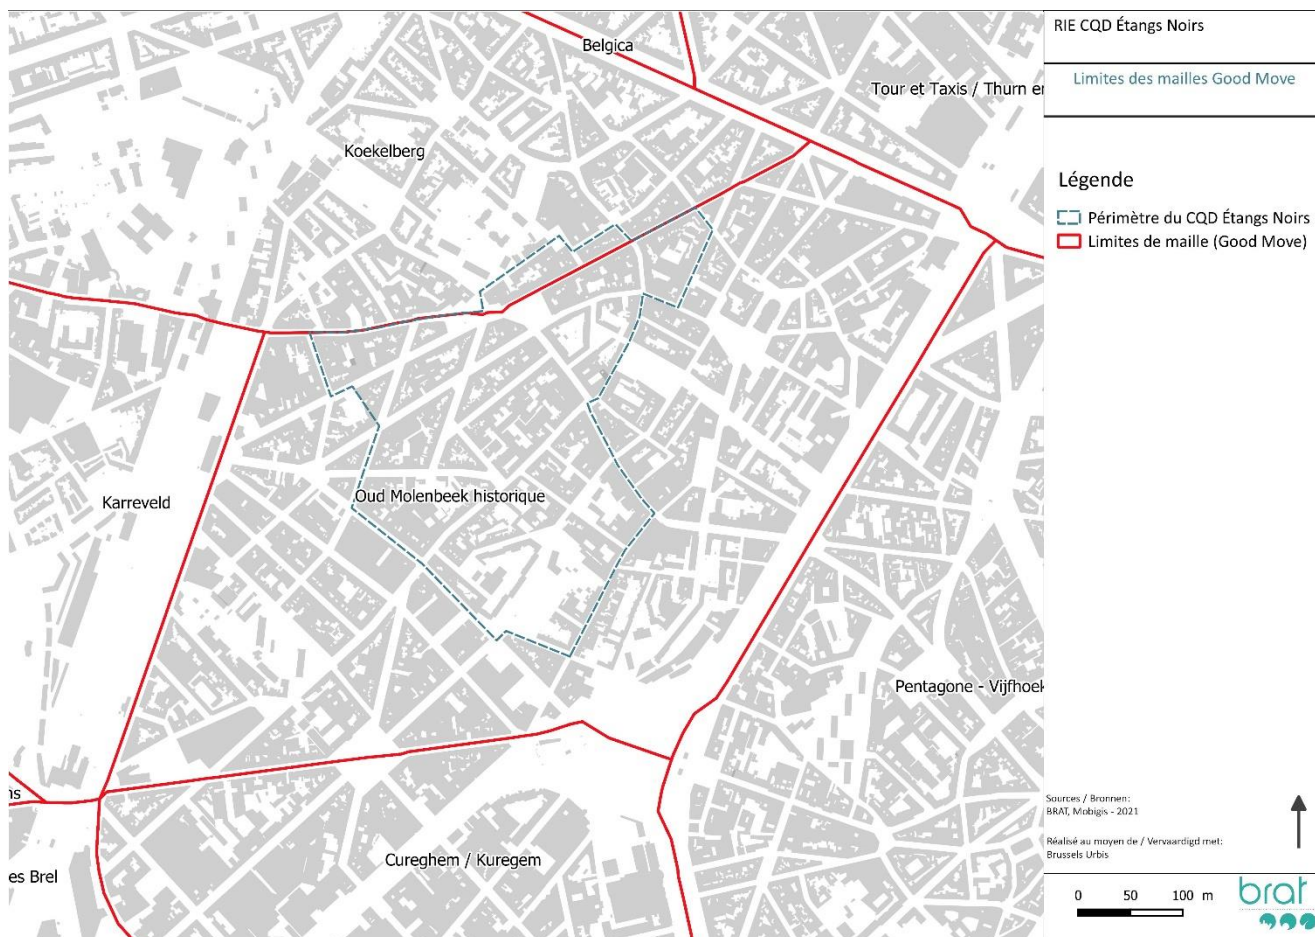 Belgica
Tour et Taxis / Thurn e
Koekelberg
Karreveld
Oud Molenbeek historique
Pentagone - Vijfhoek
ns
Cureghem / Kuregem
es Brel
RIE CQD Étangs Noirs
Limites des mailles Good Move
Légende
Périmètre du CQD Étangs Noirs
Limites de maille (Good Move)
Sources / Bronnen:
BRAT, Mobigis - 2021
Réalisé au moyen de / Vervaardigd met:
Brussels Urbis
0 50 100 m
brat